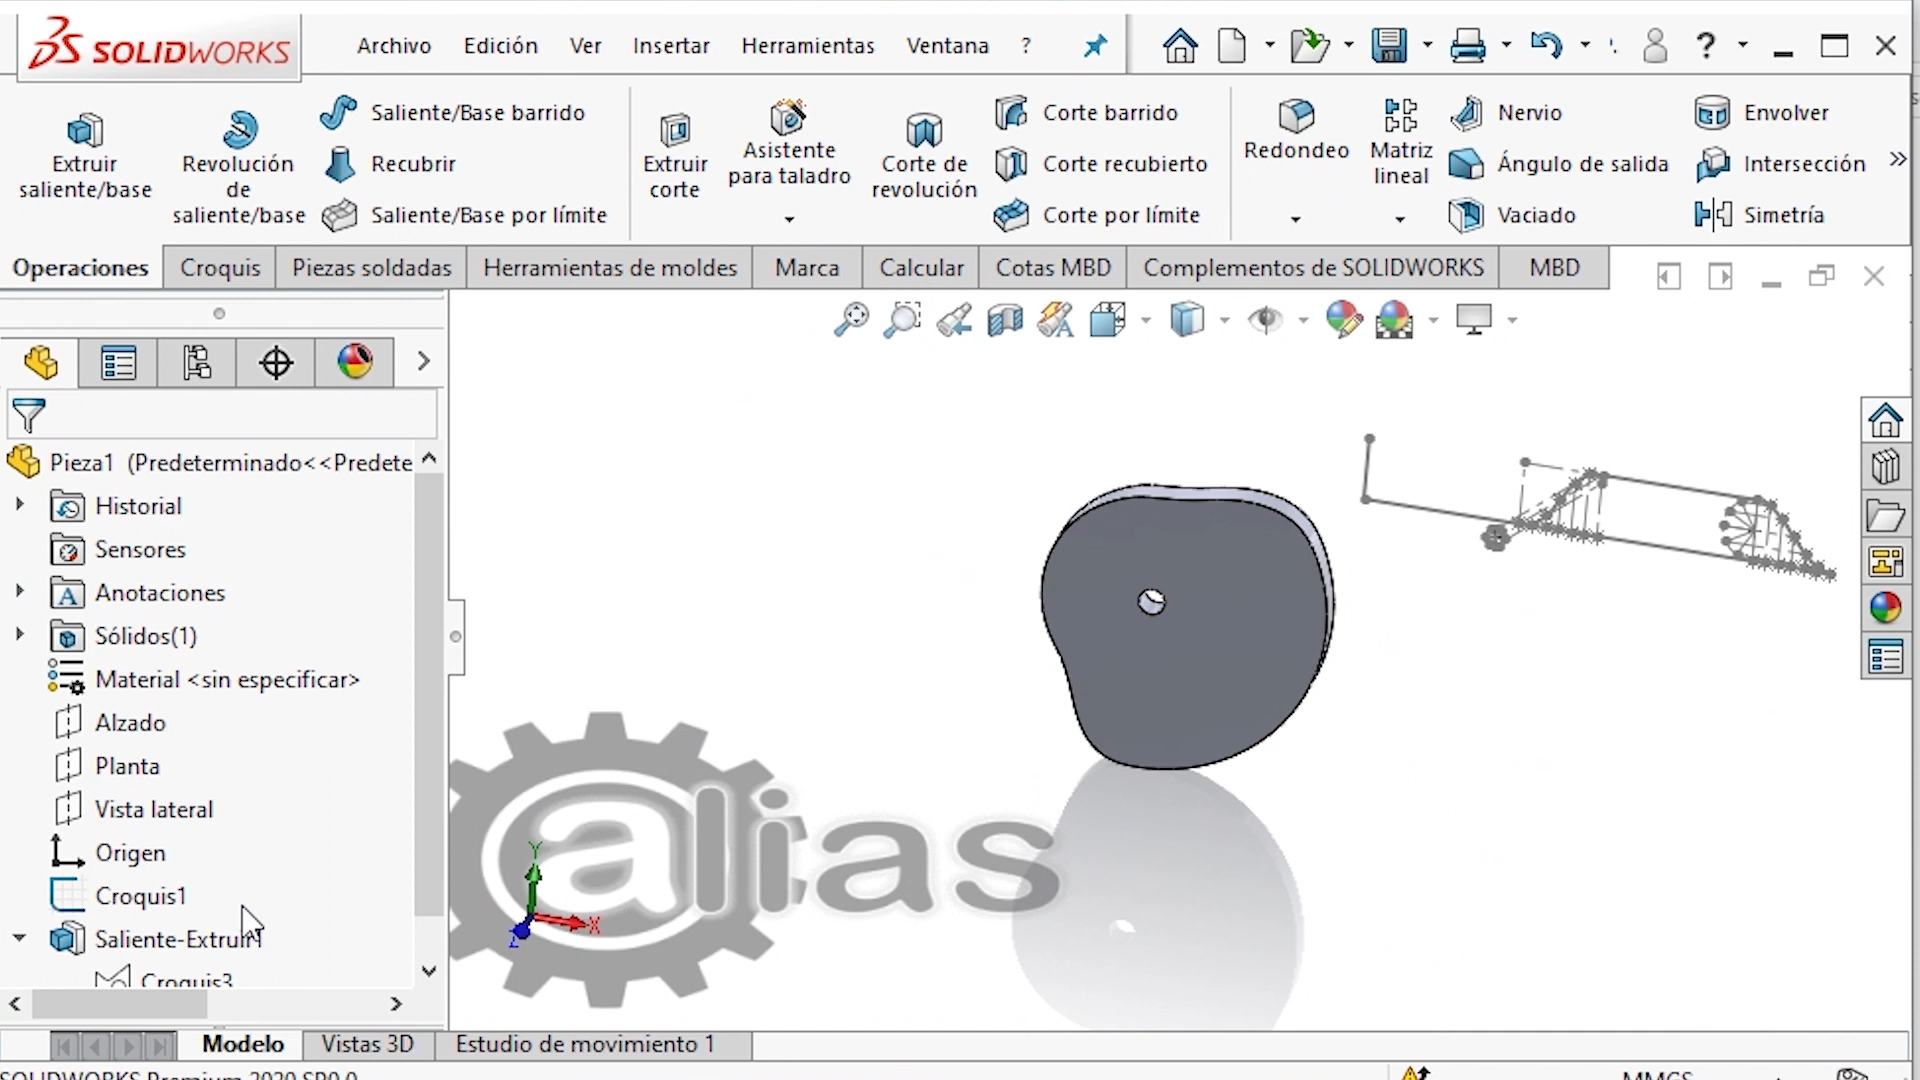 SOLIDWORKS Archivo Edición Ver Insertar Herramientas Ventana ?
Extruir saliente/base
Revolución de saliente/base
Saliente/Base barrido
Recubrir
Saliente/Base por límite
Extruir corte
Asistente para taladro
Corte de revolución
Corte barrido
Corte recubierto
Corte por límite
Redondeo
Matriz lineal
Nervio
Ángulo de salida
Vaciado
Envolver
Intersección
Simetría
Operaciones Croquis Piezas soldadas Herramientas de moldes Marca Calcular Cotas MBD Complementos de SOLIDWORKS MBD
Pieza1 (Predeterminado<<Predete
Historial
Sensores
Anotaciones
Sólidos(1)
Material <sin especificar>
Alzado
Planta
Vista lateral
Origen
Croquis1
Saliente-Extruir1
Croquis3
alias
Y
X
Z
Modelo Vistas 3D Estudio de movimiento 1
SOLIDWORKS Premium 2020 SP0.0
MMGS